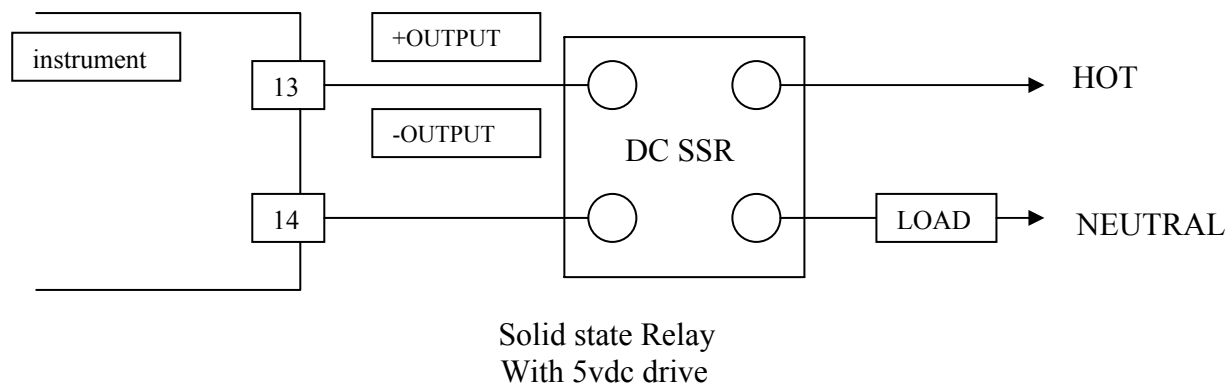 +OUTPUT
instrument
13
HOT
-OUTPUT
DC SSR
14
LOAD
NEUTRAL
Solid state Relay
With 5vdc drive